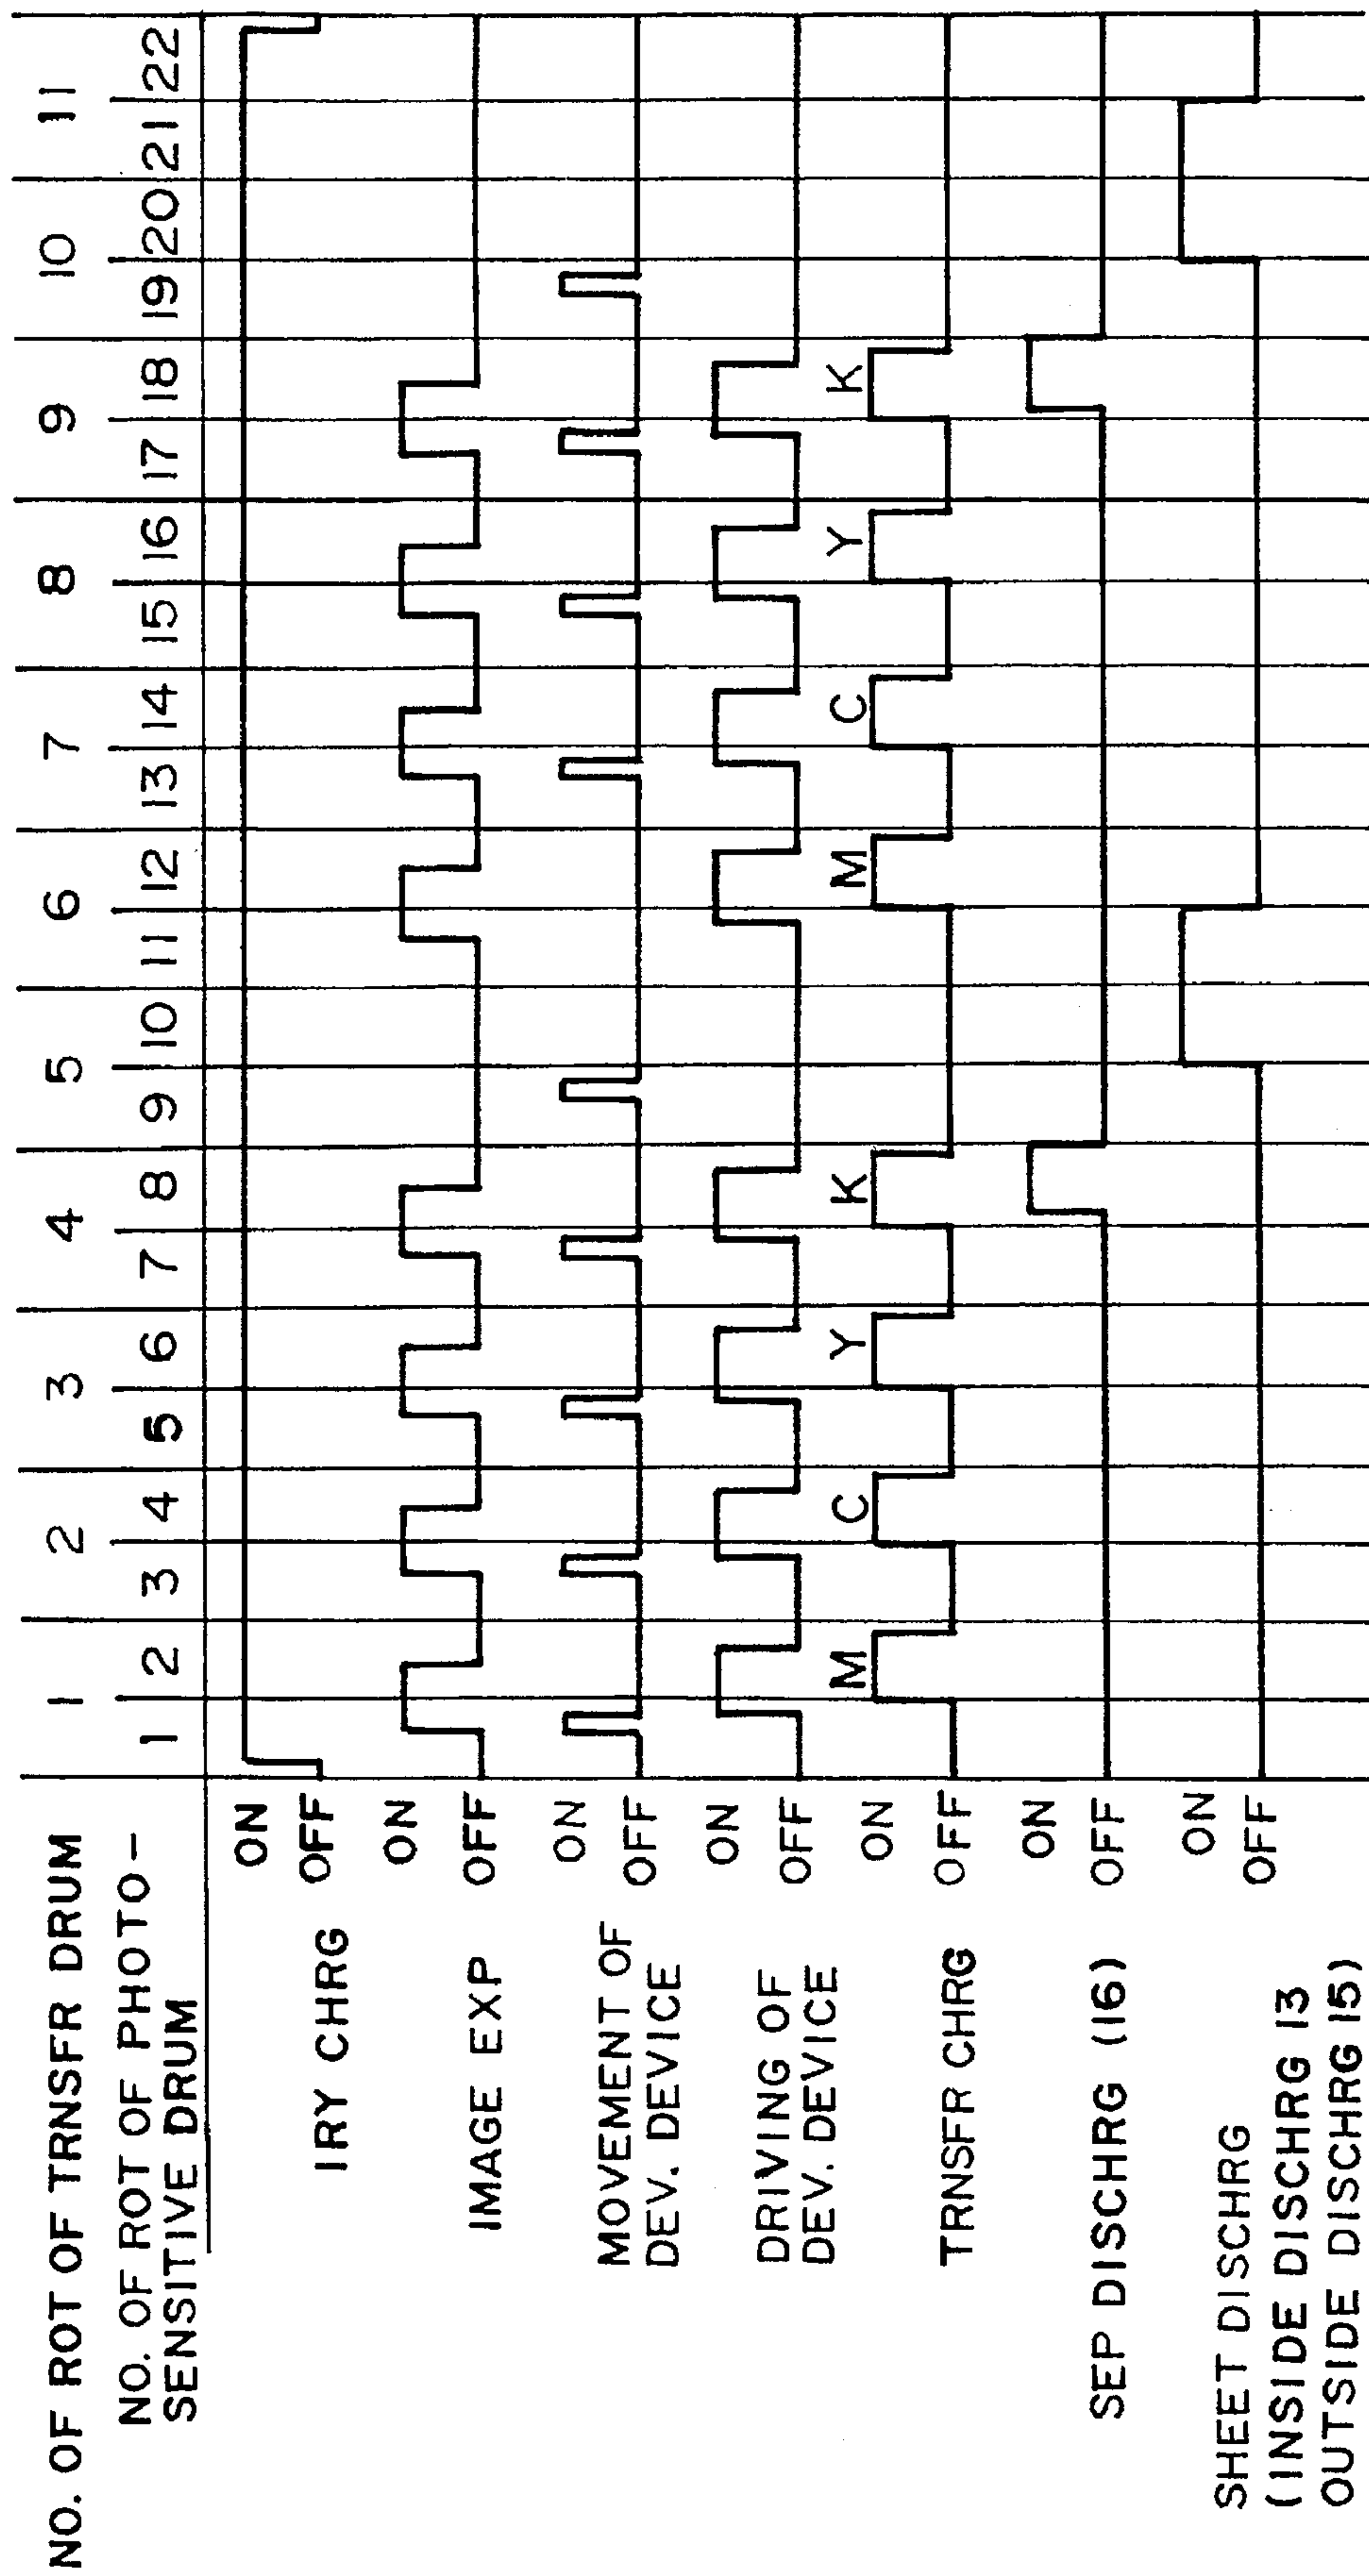 NO. OF ROT OF TRNSFR DRUM
1 2 3 4 5 6 7 8 9 10 11
NO. OF ROT OF PHOTO-
SENSITIVE DRUM
1 2 3 4 5 6 7 8 9 10 11 12 13 14 15 16 17 18 19 20 21 22
IRY CHRG
ON
OFF
IMAGE EXP
ON
OFF
MOVEMENT OF
DEV. DEVICE
ON
OFF
DRIVING OF
DEV. DEVICE
ON
OFF
TRNSFR CHRG
ON
OFF
M C Y K M C Y K
SEP DISCHRG (16)
ON
OFF
SHEET DISCHRG
(INSIDE DISCHRG 13
OUTSIDE DISCHRG 15)
ON
OFF